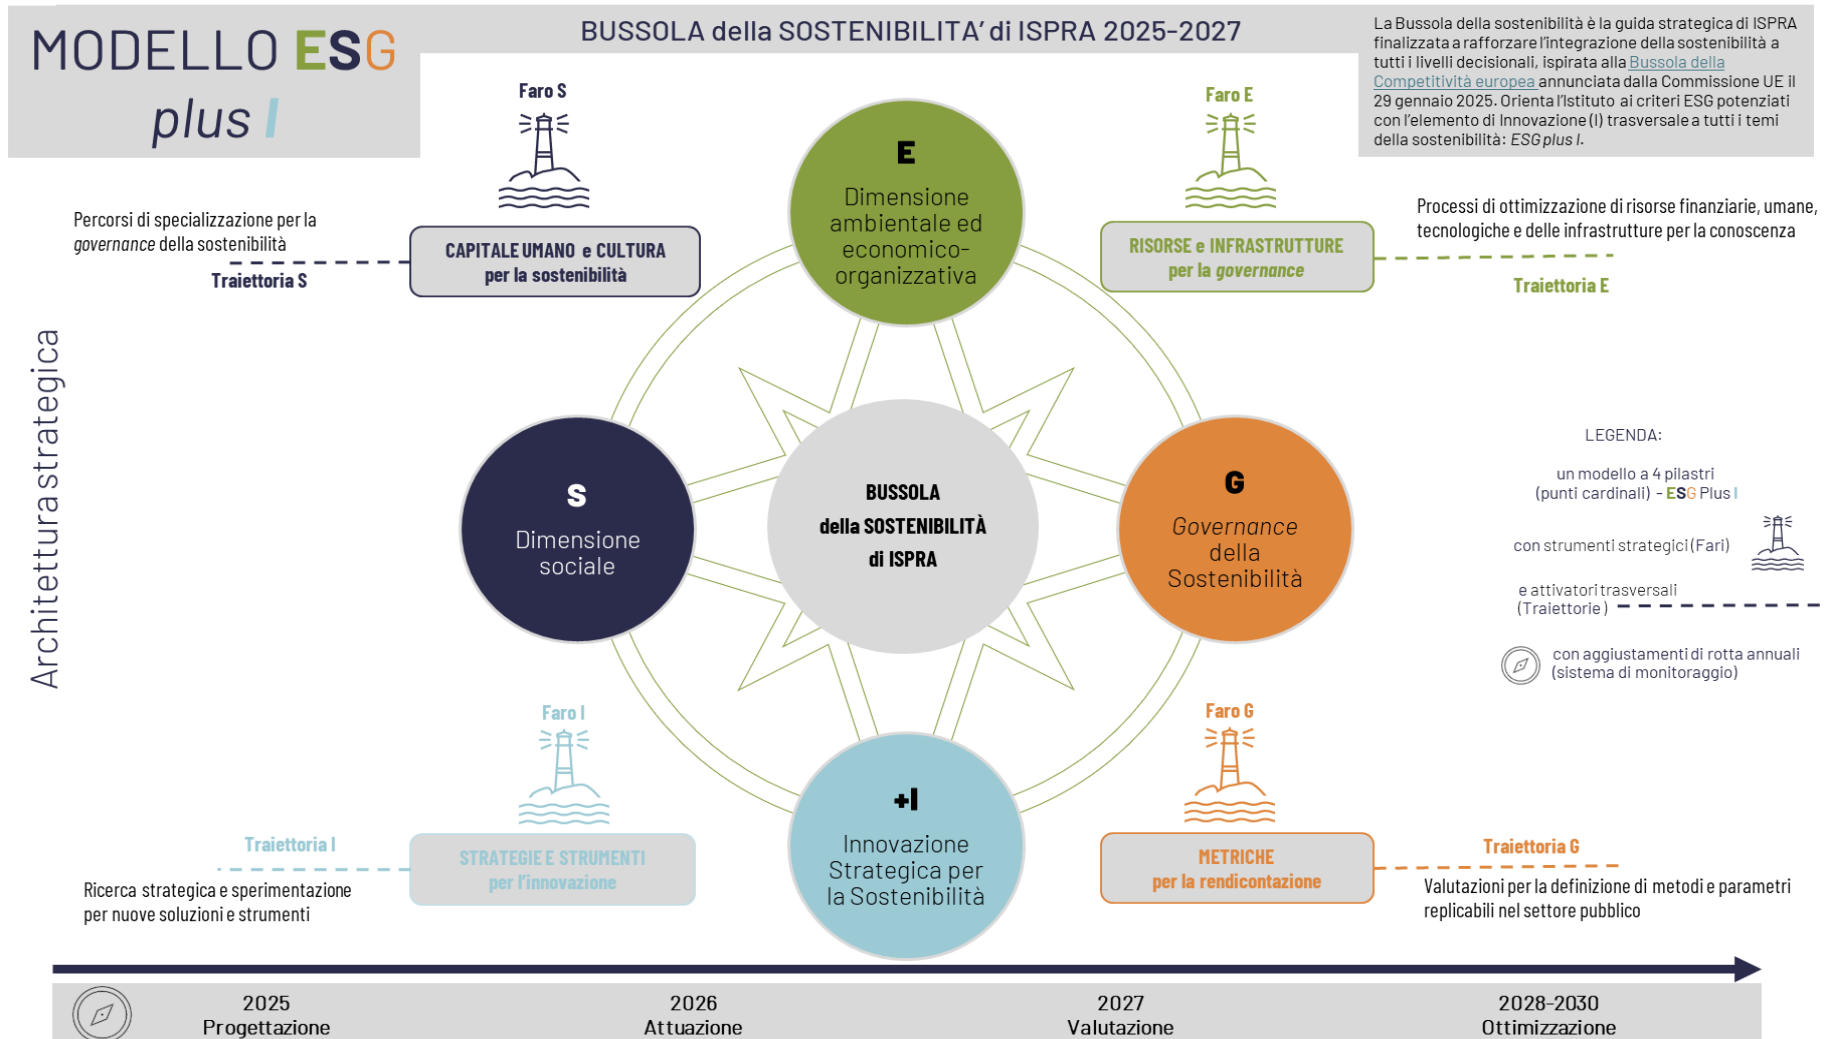 MODELLO ESG
plus I
BUSSOLA della SOSTENIBILITA' di ISPRA 2025-2027
La Bussola della sostenibilità è la guida strategica di ISPRA
finalizzata a rafforzare l'integrazione della sostenibilità a
tutti i livelli decisionali, ispirata alla Bussola della
Competitività europea annunciata dalla Commissione UE il
29 gennaio 2025. Orienta l'Istituto ai criteri ESG potenziati
con l'elemento di Innovazione (I) trasversale a tutti i temi
della sostenibilità: ESG plus I.
Architettura strategica
Faro S
Percorsi di specializzazione per la
governance della sostenibilità
Traiettoria S
CAPITALE UMANO e CULTURA
per la sostenibilità
E
Dimensione
ambientale ed
economico-
organizzativa
Faro E
RISORSE e INFRASTRUTTURE
per la governance
Processi di ottimizzazione di risorse finanziarie, umane,
tecnologiche e delle infrastrutture per la conoscenza
Traiettoria E
S
Dimensione
sociale
BUSSOLA
della SOSTENIBILITÀ
di ISPRA
G
Governance
della
Sostenibilità
LEGENDA:
un modello a 4 pilastri
(punti cardinali) - ESG Plus I
con strumenti strategici (Fari)
e attivatori trasversali
(Traiettorie)
con aggiustamenti di rotta annuali
(sistema di monitoraggio)
Faro I
Traiettoria I
Ricerca strategica e sperimentazione
per nuove soluzioni e strumenti
STRATEGIE E STRUMENTI
per l'innovazione
+I
Innovazione
Strategica per
la Sostenibilità
Faro G
METRICHE
per la rendicontazione
Traiettoria G
Valutazioni per la definizione di metodi e parametri
replicabili nel settore pubblico
2025
Progettazione
2026
Attuazione
2027
Valutazione
2028-2030
Ottimizzazione